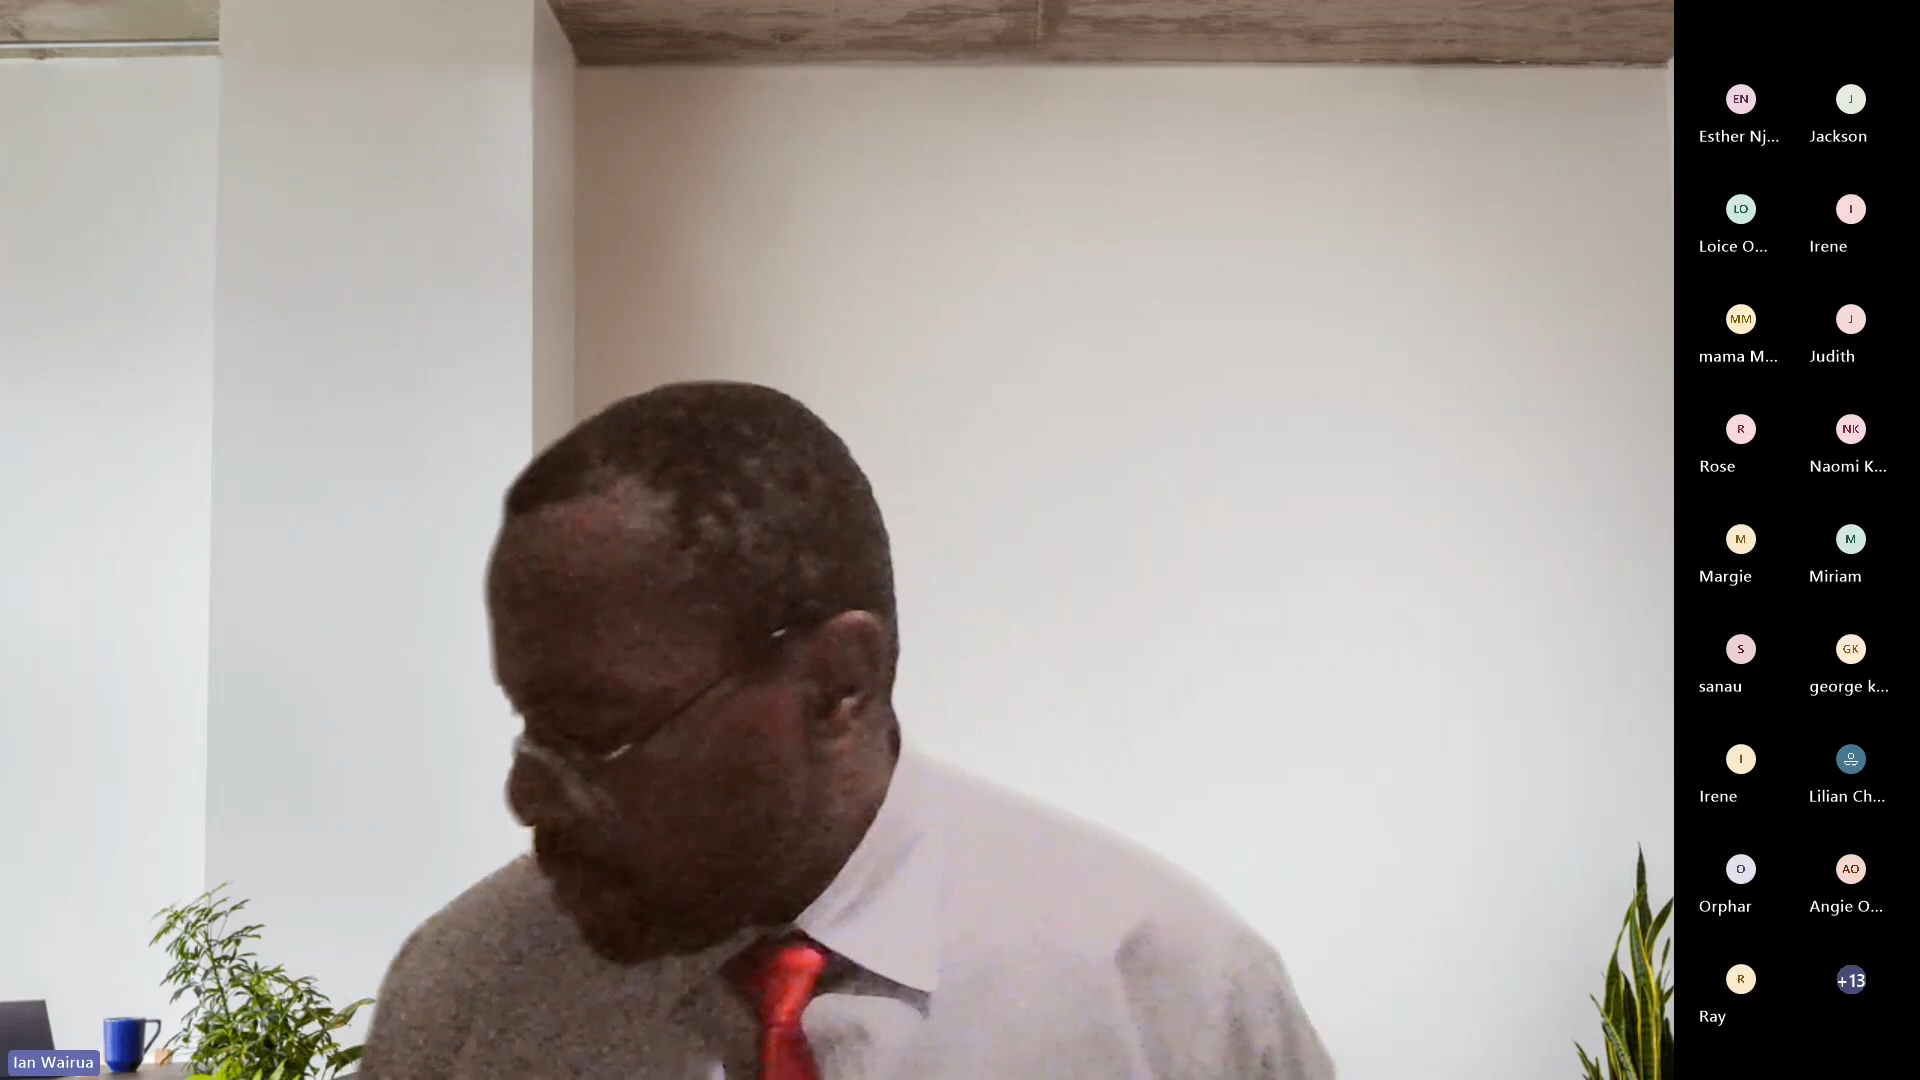 EN
J
Esther Nj...
Jackson
LO
I
Loice O...
Irene
MM
J
mama M...
Judith
R
NK
Rose
Naomi K...
M
M
Margie
Miriam
S
GK
sanau
george k...
I
Irene
Lilian Ch...
O
AO
Orphar
Angie O...
R
+13
Ray
Ian Wairua